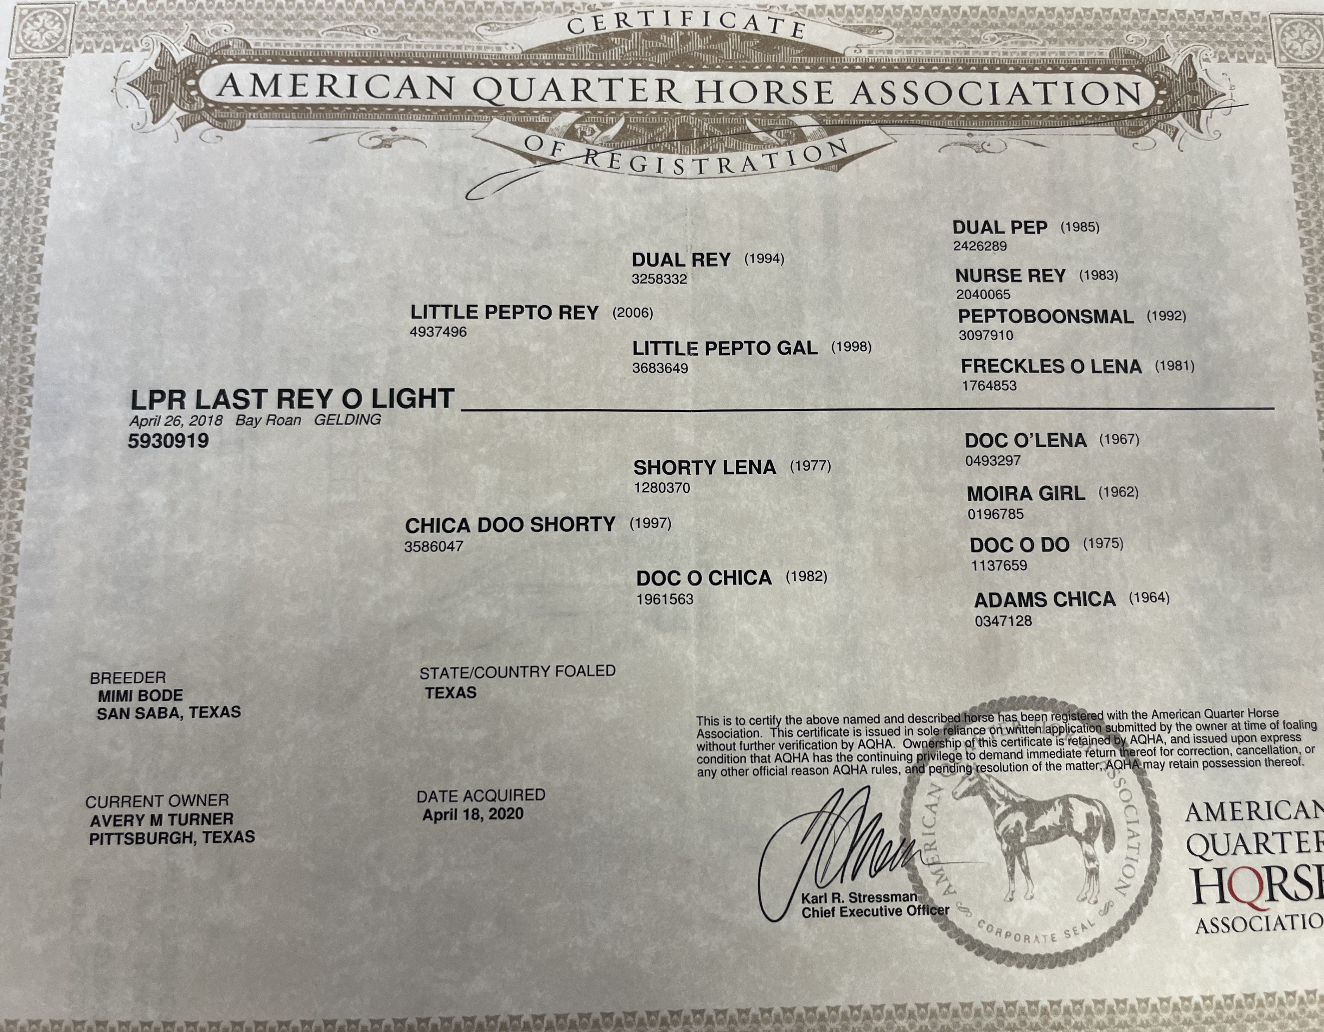 CERTIFICATE
AMERICAN QUARTER HORSE ASSOCIATION
OF REGISTRATION
DUAL PEP (1985)
2426289
DUAL REY (1994)
3258332
NURSE REY (1983)
2040065
LITTLE PEPTO REY (2006)
4937496
PEPTOBOONSMAL (1992)
3097910
LITTLE PEPTO GAL (1998)
3683649
FRECKLES O LENA (1981)
1764853
LPR LAST REY O LIGHT
April 26, 2018 Bay Roan GELDING
5930919
DOC O'LENA (1967)
0493297
SHORTY LENA (1977)
1280370
MOIRA GIRL (1962)
0196785
CHICA DOO SHORTY (1997)
3586047
DOC O DO (1975)
1137659
DOC O CHICA (1982)
1961563
ADAMS CHICA (1964)
0347128
BREEDER
MIMI BODE
SAN SABA, TEXAS
STATE/COUNTRY FOALED
TEXAS
CURRENT OWNER
AVERY M TURNER
PITTSBURGH, TEXAS
DATE ACQUIRED
April 18, 2020
This is to certify the above named and described horse has been registered with the American Quarter Horse
Association. This certificate is issued in sole reliance on written application submitted by the owner at time of foaling
without further verification by AQHA. Ownership of this certificate is retained by AQHA, and issued upon express
condition that AQHA has the continuing privilege to demand immediate return thereof for correction, cancellation, or
any other official reason AQHA rules, and pending resolution of the matter, AQHA may retain possession thereof.
Karl R. Stressman
Chief Executive Officer
AMERICAN QUARTER HORSE ASSOCIATION
CORPORATE SEAL
AMERICAN
QUARTER
HORSE
ASSOCIATIO